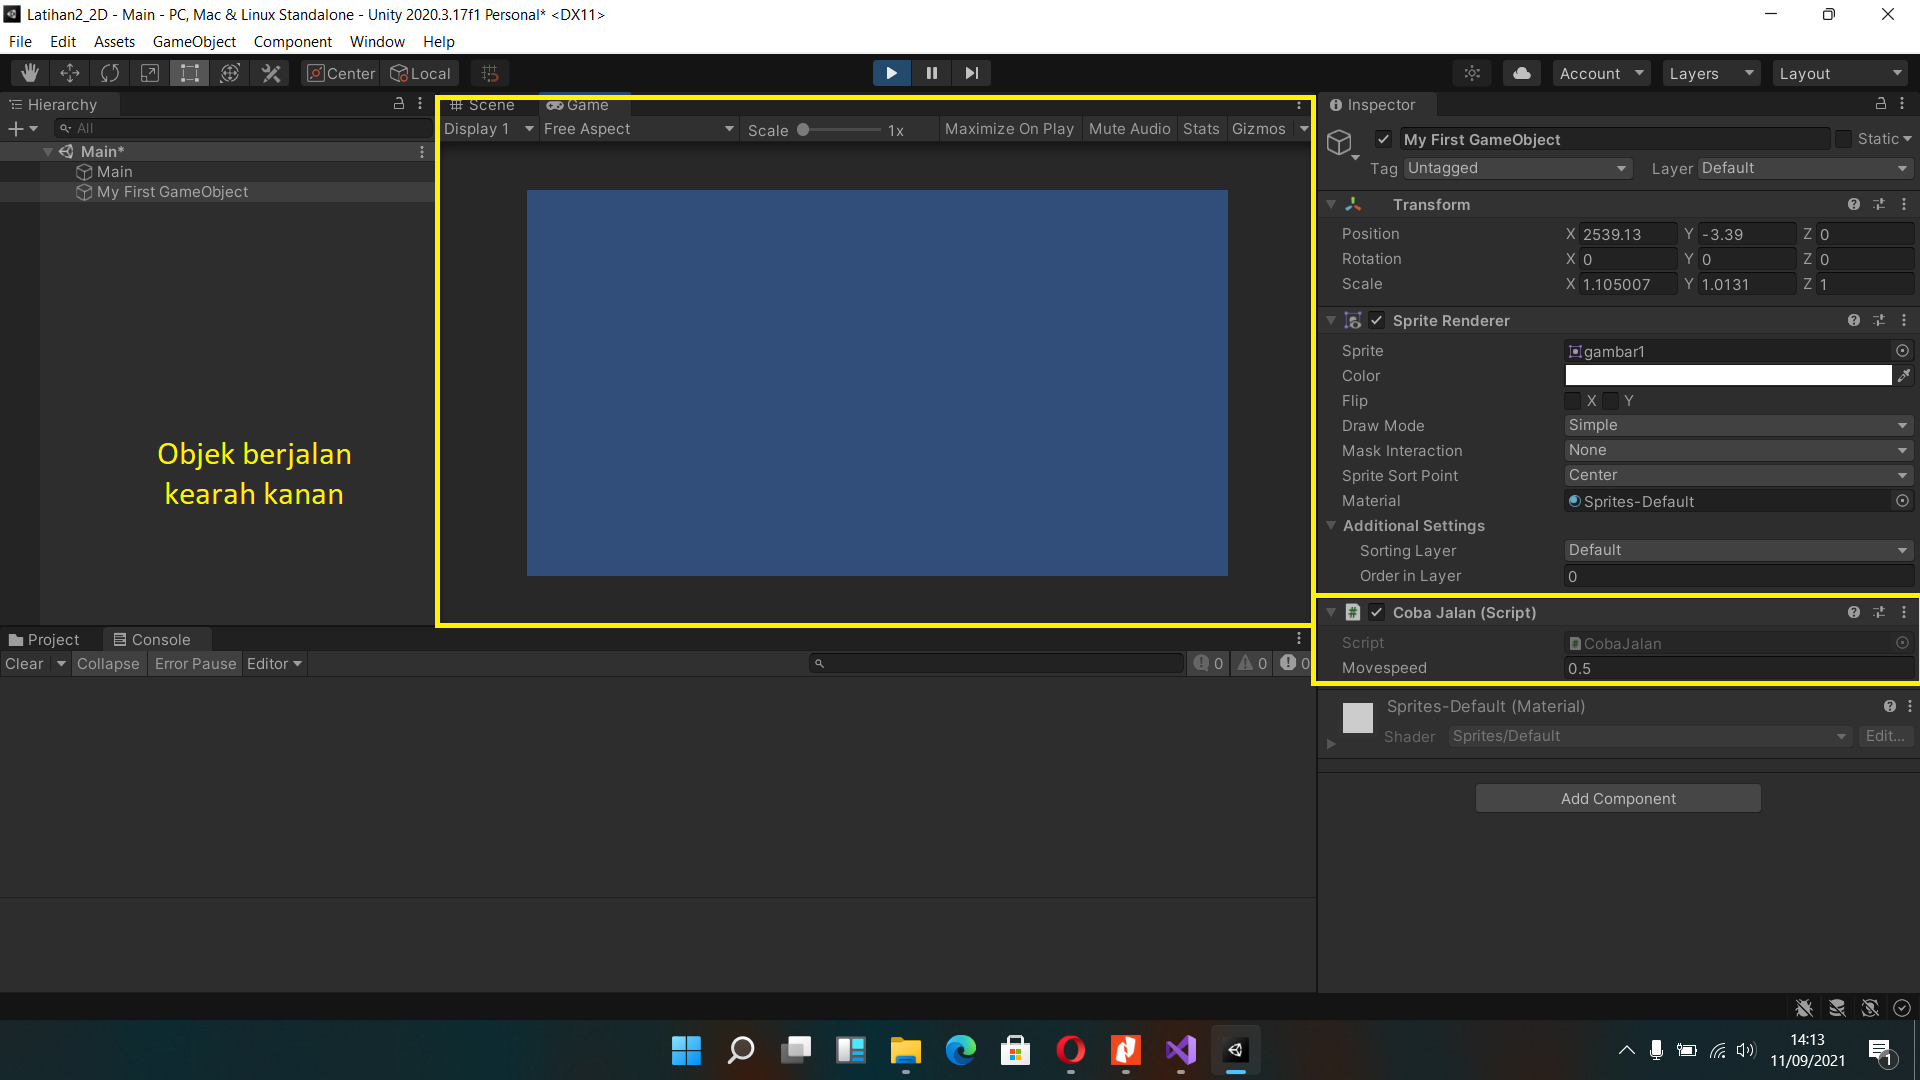 Latihan2_2D - Main - PC, Mac & Linux Standalone - Unity 2020.3.17f1 Personal* <DX11>
File Edit Assets GameObject Component Window Help
Center Local Account Layers Layout
Hierarchy
All
Main*
Main
My First GameObject
Objek berjalan
kearah kanan
Scene Game
Display 1 Free Aspect Scale 1x Maximize On Play Mute Audio Stats Gizmos
Project Console
Clear Collapse Error Pause Editor 0 0 0
Inspector
My First GameObject Static
Tag Untagged Layer Default
Transform
Position X 2539.13 Y -3.39 Z 0
Rotation X 0 Y 0 Z 0
Scale X 1.105007 Y 1.0131 Z 1
Sprite Renderer
Sprite gambar1
Color
Flip X Y
Draw Mode Simple
Mask Interaction None
Sprite Sort Point Center
Material Sprites-Default
Additional Settings
Sorting Layer Default
Order in Layer 0
Coba Jalan (Script)
Script CobaJalan
Movespeed 0.5
Sprites-Default (Material)
Shader Sprites/Default Edit...
Add Component
14:13
11/09/2021
1